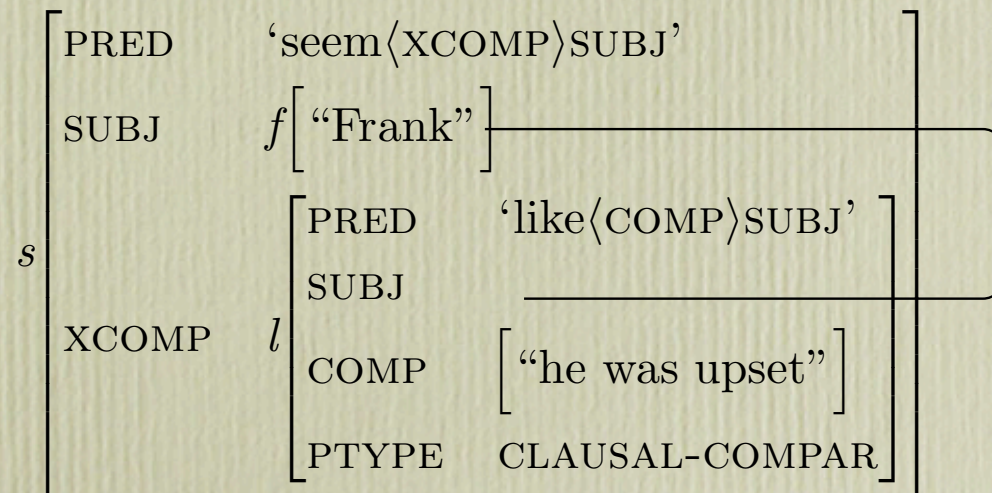 PRED ‘seem⟨XCOMP⟩SUBJ’
SUBJ f[“Frank”]
PRED ‘like⟨COMP⟩SUBJ’
s
SUBJ
XCOMP l
COMP [“he was upset”]
PTYPE CLAUSAL-COMPAR